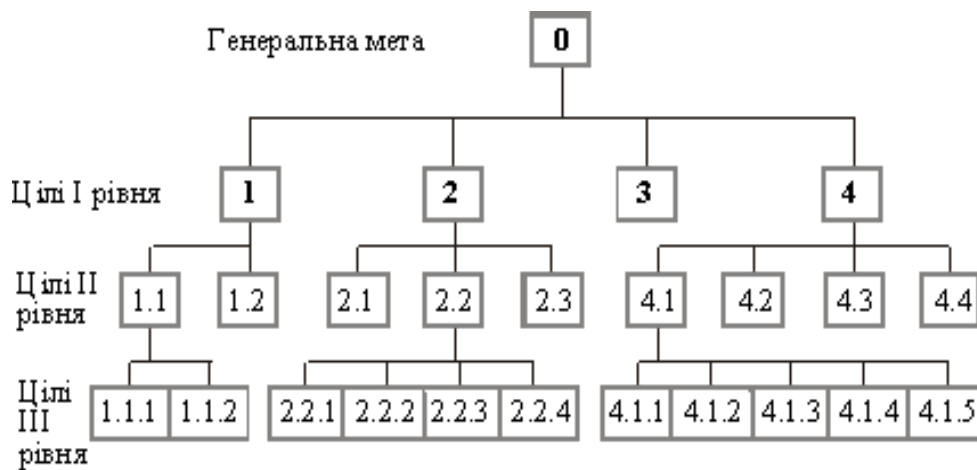 Генеральна мета 0
Цілі І рівня 1 2 3 4
Цілі ІІ
рівня
1.1 1.2 2.1 2.2 2.3 4.1 4.2 4.3 4.4
Цілі
ІІІ
рівня
1.1.1 1.1.2 2.2.1 2.2.2 2.2.3 2.2.4 4.1.1 4.1.2 4.1.3 4.1.4 4.1.5